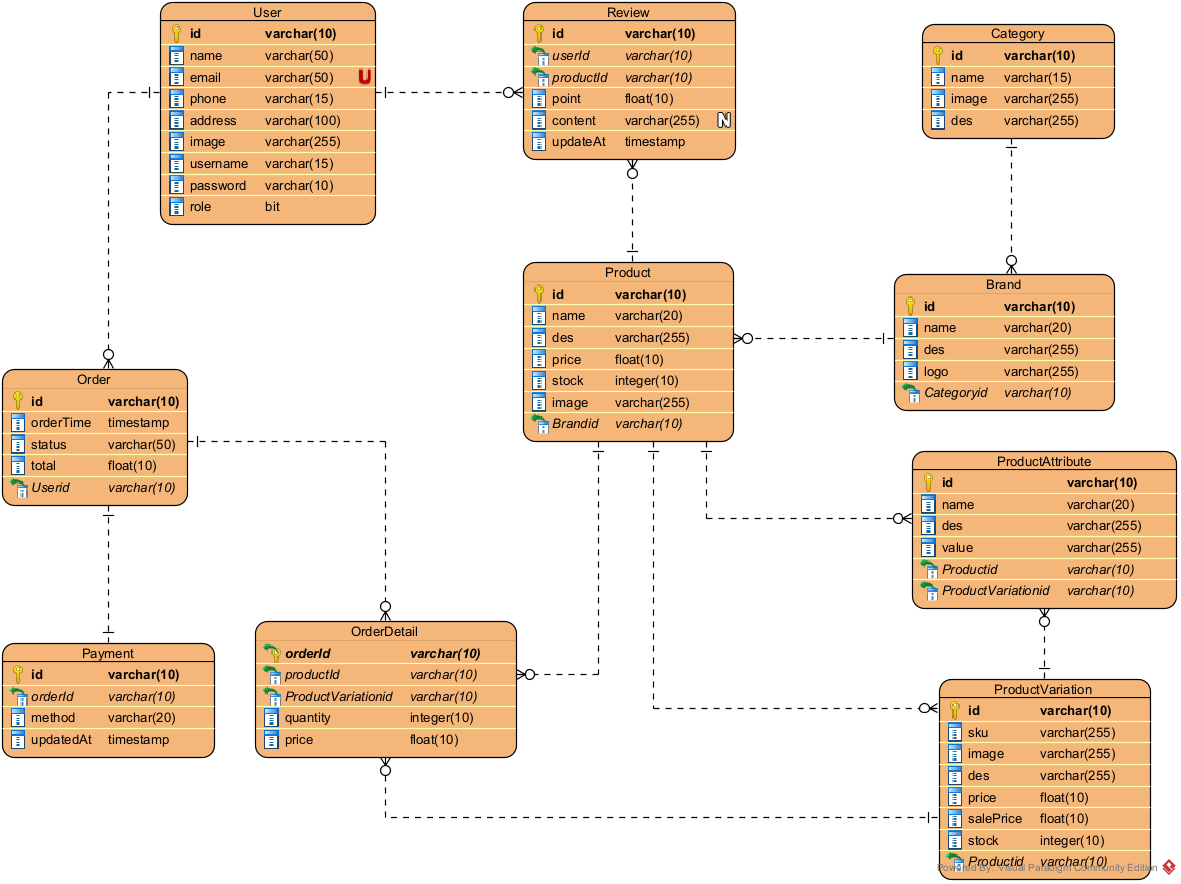 User
id varchar(10)
name varchar(50)
email varchar(50) U
phone varchar(15)
address varchar(100)
image varchar(255)
username varchar(15)
password varchar(10)
role bit
Review
id varchar(10)
userId varchar(10)
productId varchar(10)
point float(10)
content varchar(255) N
updateAt timestamp
Category
id varchar(10)
name varchar(15)
image varchar(255)
des varchar(255)
Product
id varchar(10)
name varchar(20)
des varchar(255)
price float(10)
stock integer(10)
image varchar(255)
Brandid varchar(10)
Brand
id varchar(10)
name varchar(20)
des varchar(255)
logo varchar(255)
Categoryid varchar(10)
Order
id varchar(10)
orderTime timestamp
status varchar(50)
total float(10)
Userid varchar(10)
ProductAttribute
id varchar(10)
name varchar(20)
des varchar(255)
value varchar(255)
Productid varchar(10)
ProductVariationid varchar(10)
Payment
id varchar(10)
orderId varchar(10)
method varchar(20)
updatedAt timestamp
OrderDetail
orderId varchar(10)
productId varchar(10)
ProductVariationid varchar(10)
quantity integer(10)
price float(10)
ProductVariation
id varchar(10)
sku varchar(255)
image varchar(255)
des varchar(255)
price float(10)
salePrice float(10)
stock integer(10)
Productid varchar(10)
Powered By Visual Paradigm Community Edition